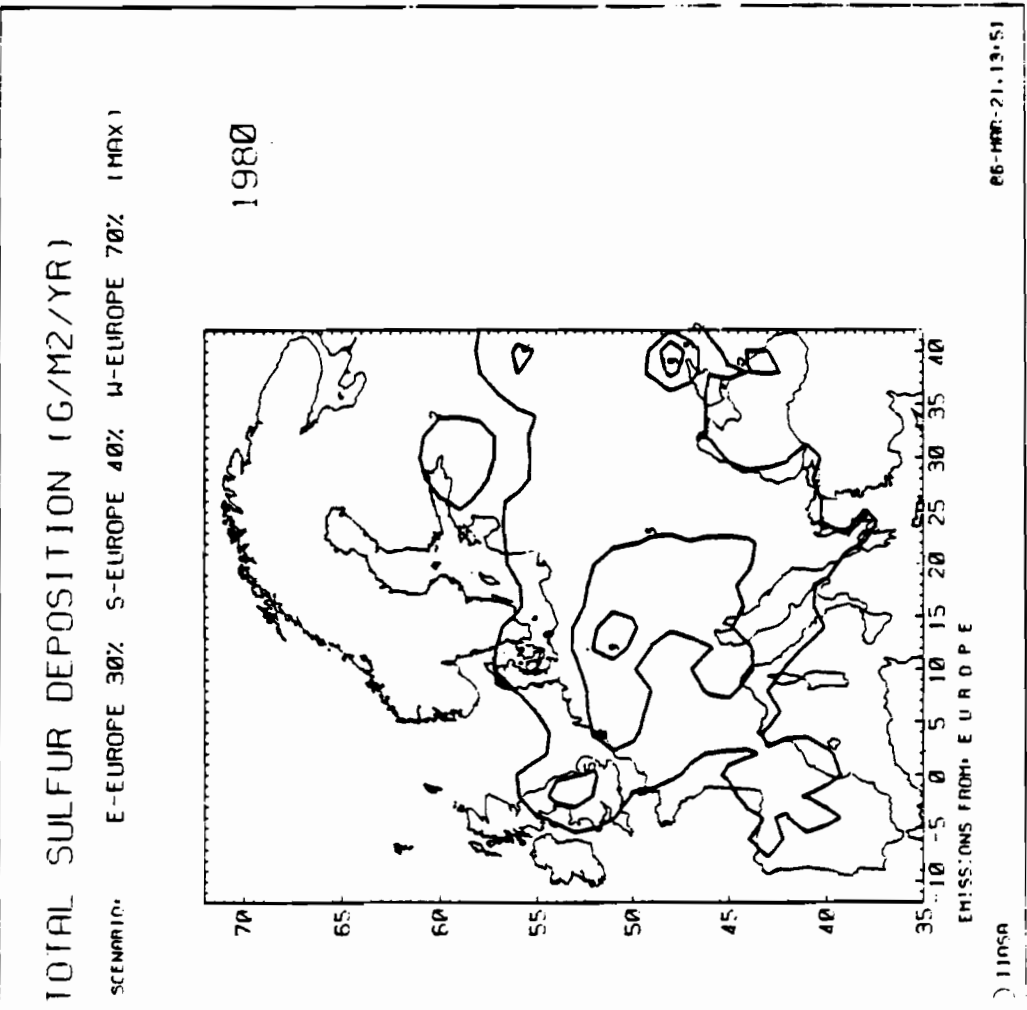 TOTAL SULFUR DEPOSITION (G/M2/YR)
SCENARIO: E-EUROPE 30% S-EUROPE 40% W-EUROPE 70% (MAX)
1980
70
65
60
55
50
45
40
35
-10 -5 0 5 10 15 20 25 30 35 40
EMISSIONS FROM: EUROPE
IIASA
86-MAR-21.13:51